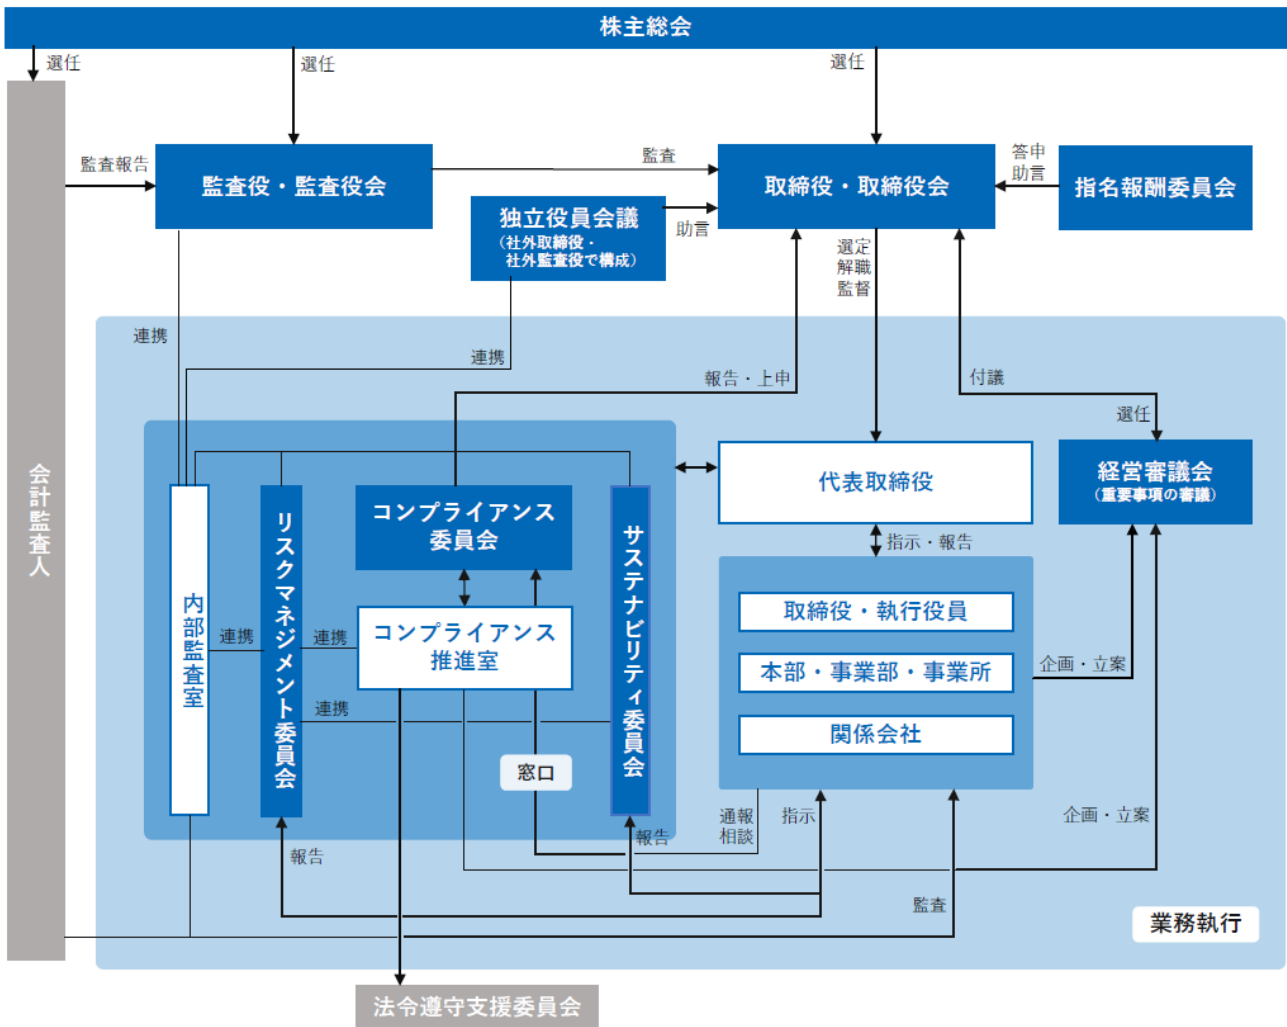 株主総会
選任
選任
選任
監査報告
監査役・監査役会
監査
取締役・取締役会
答申
助言
指名報酬委員会
独立役員会議
（社外取締役・
社外監査役で構成）
助言
選定
解職
監督
連携
連携
報告・上申
付議
選任
会計監査人
代表取締役
経営審議会
（重要事項の審議）
指示・報告
コンプライアンス
委員会
リスクマネジメント委員会
サステナビリティ委員会
内部監査室
連携
連携
コンプライアンス
推進室
連携
取締役・執行役員
本部・事業部・事業所
関係会社
企画・立案
窓口
通報
相談
指示
報告
報告
企画・立案
監査
業務執行
法令遵守支援委員会